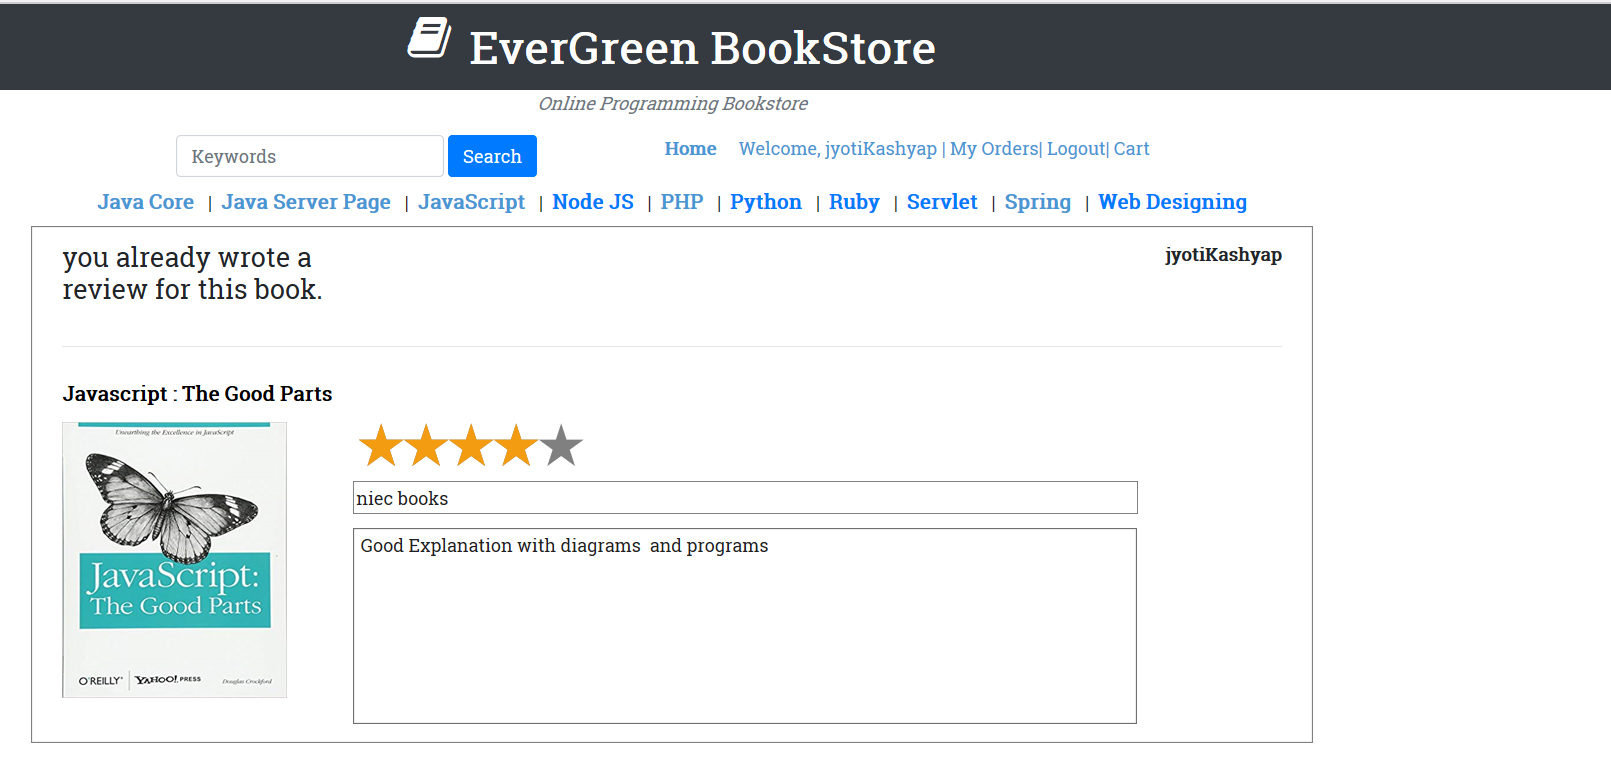 EverGreen BookStore
Online Programming Bookstore
Keywords
Search
Home Welcome, jyotiKashyap | My Orders| Logout| Cart
Java Core | Java Server Page | JavaScript | Node JS | PHP | Python | Ruby | Servlet | Spring | Web Designing
you already wrote a
review for this book.
jyotiKashyap
Javascript : The Good Parts
Unearthing the Excellence in JavaScript
JavaScript:
The Good Parts
O'REILLY® YAHOO! PRESS Douglas Crockford
niec books
Good Explanation with diagrams  and programs